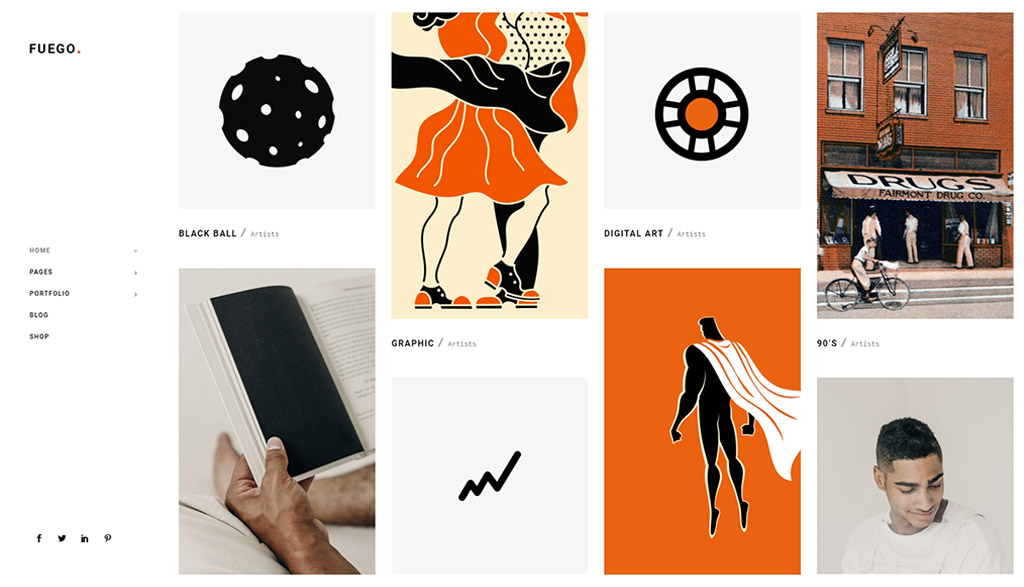 FUEGO.
HOME
PAGES
PORTFOLIO
BLOG
SHOP
BLACK BALL / Artists
GRAPHIC / Artists
DIGITAL ART / Artists
DRUGS
FAIRMONT DRUG CO.
90'S / Artists